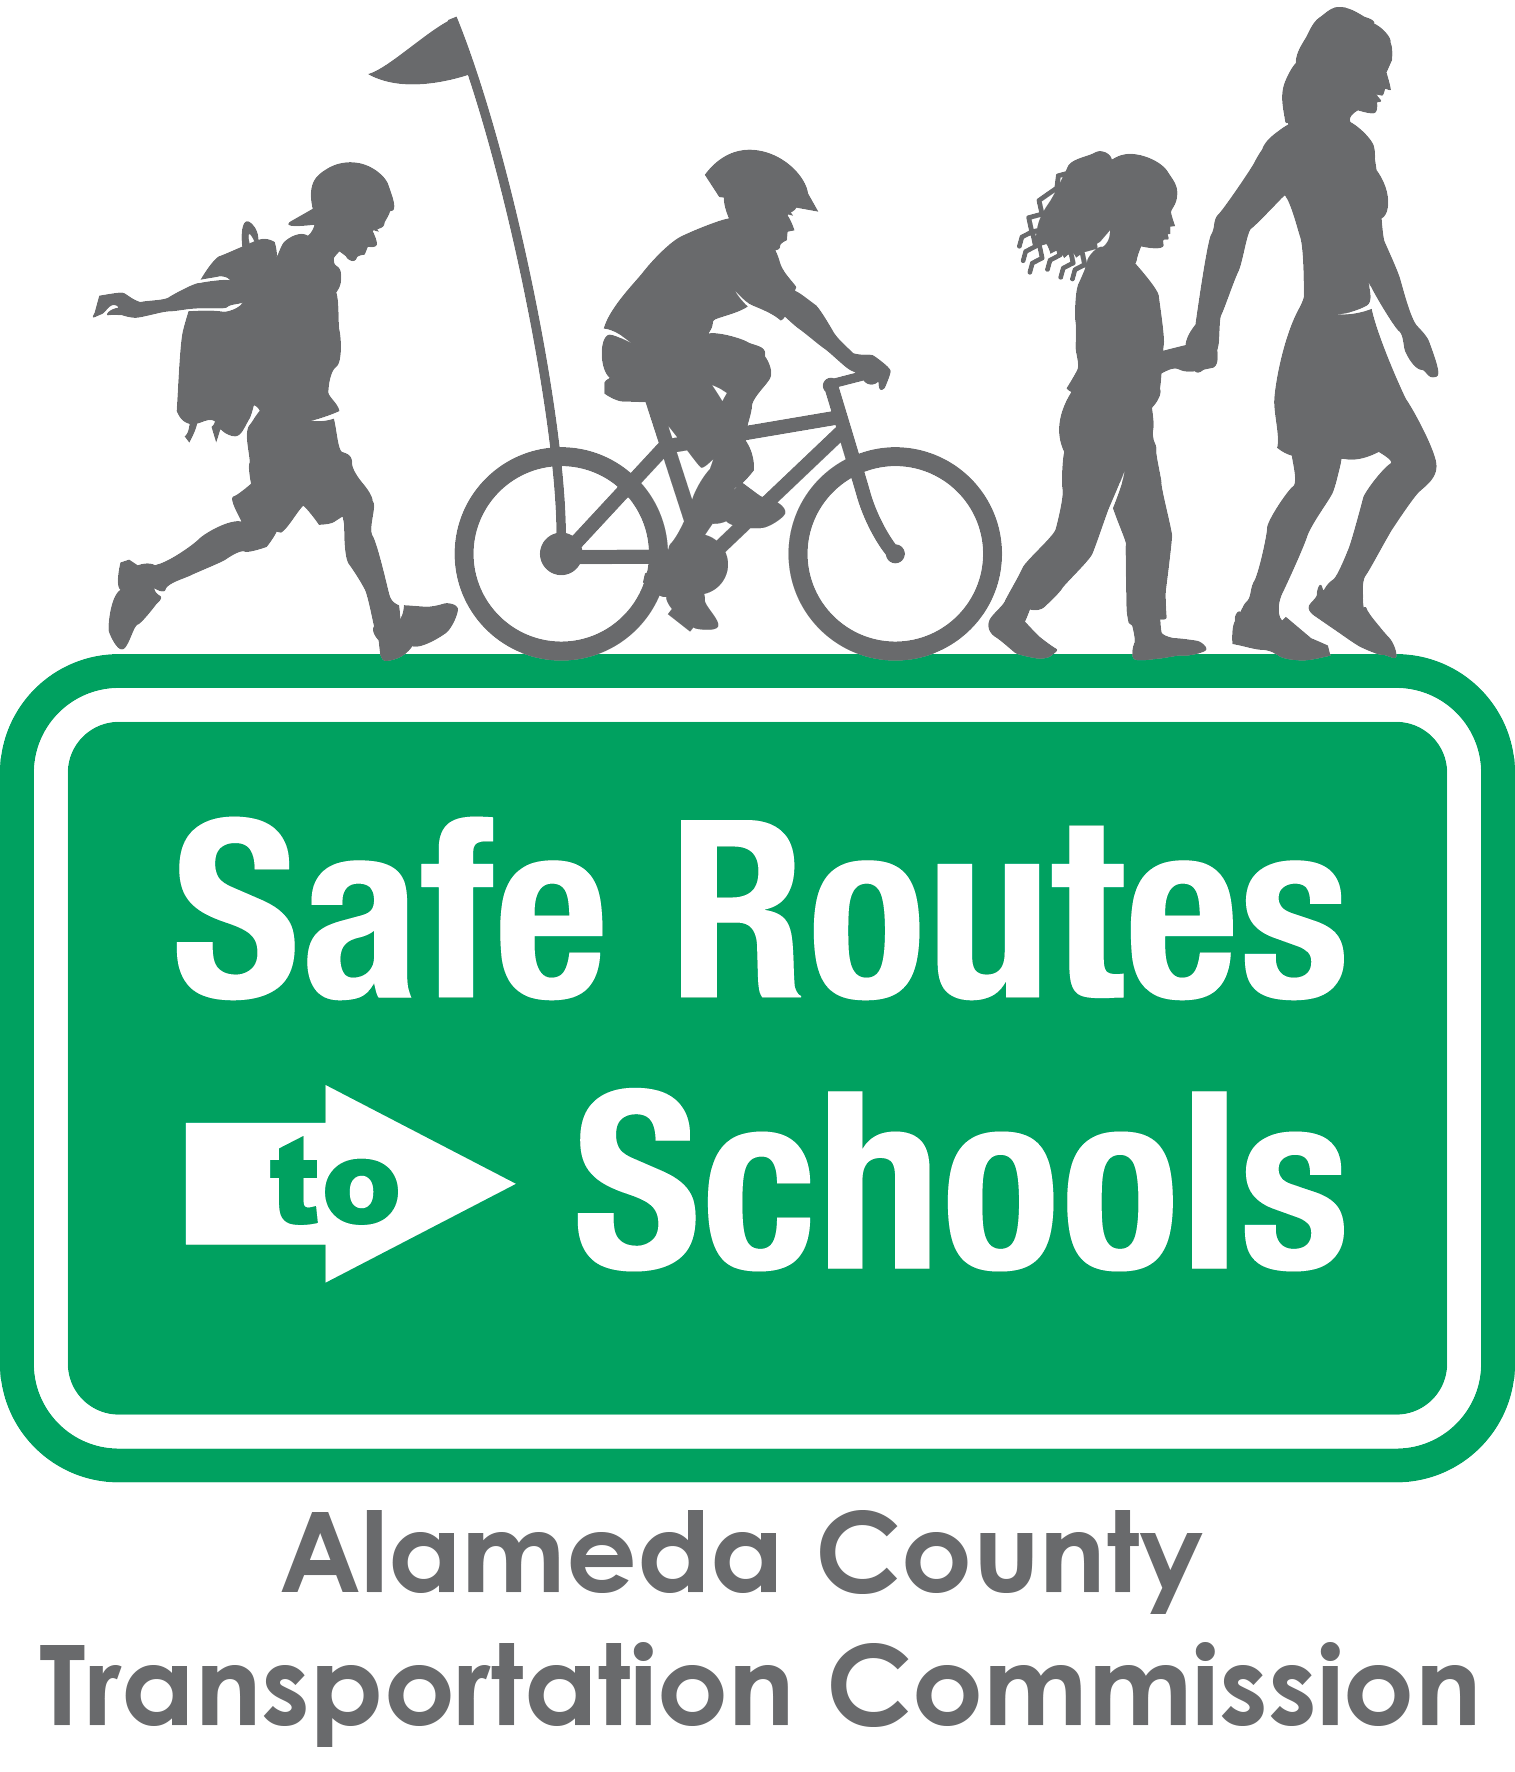 Safe Routes
to Schools
Alameda County
Transportation Commission